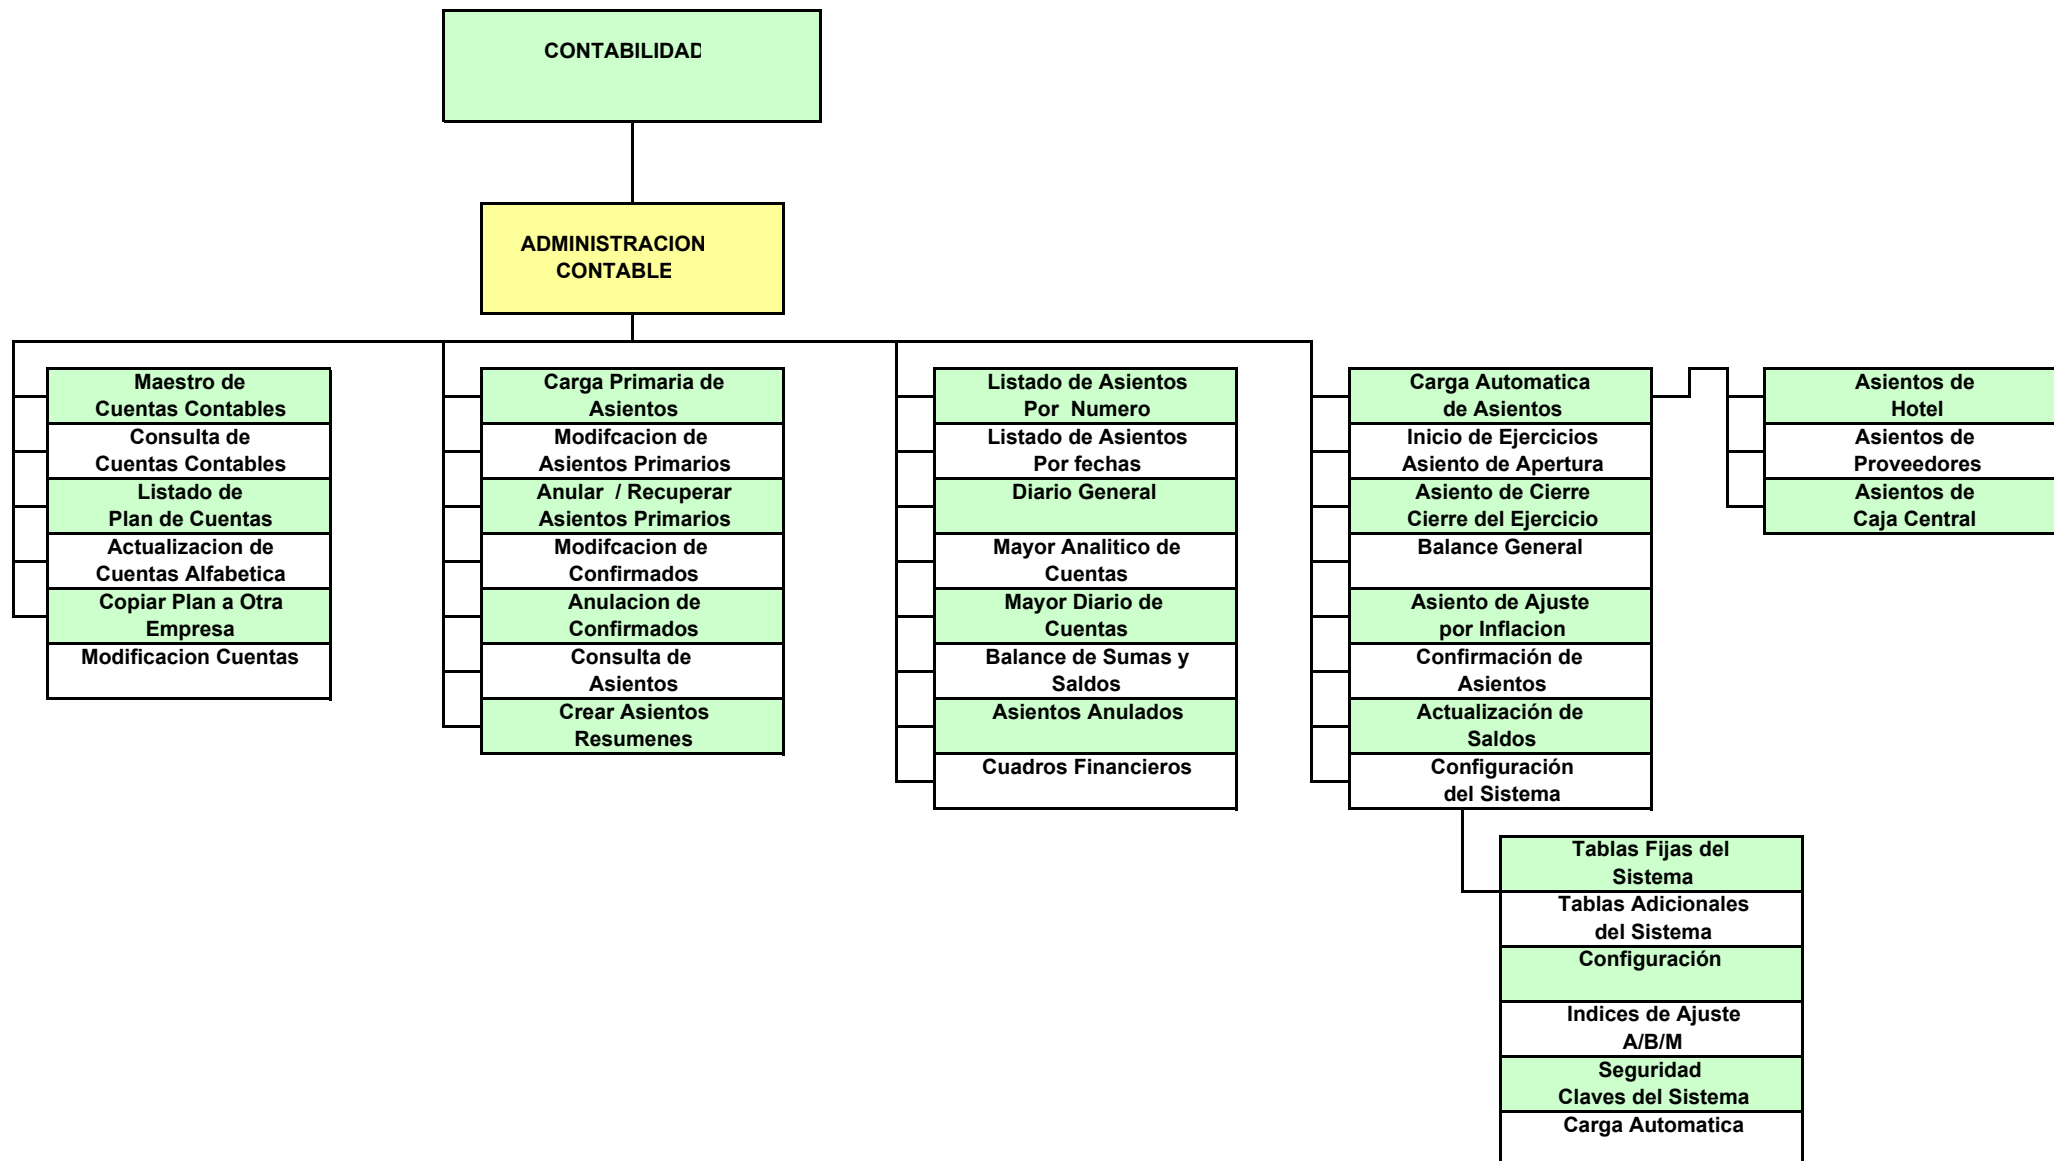 CONTABILIDAD
ADMINISTRACION
CONTABLE
Maestro de
Cuentas Contables
Consulta de
Cuentas Contables
Listado de
Plan de Cuentas
Actualizacion de
Cuentas Alfabetica
Copiar Plan a Otra
Empresa
Modificacion Cuentas
Carga Primaria de
Asientos
Modifcacion de
Asientos Primarios
Anular / Recuperar
Asientos Primarios
Modifcacion de
Confirmados
Anulacion de
Confirmados
Consulta de
Asientos
Crear Asientos
Resumenes
Listado de Asientos
Por Numero
Listado de Asientos
Por fechas
Diario General
Mayor Analitico de
Cuentas
Mayor Diario de
Cuentas
Balance de Sumas y
Saldos
Asientos Anulados
Cuadros Financieros
Carga Automatica
de Asientos
Inicio de Ejercicios
Asiento de Apertura
Asiento de Cierre
Cierre del Ejercicio
Balance General
Asiento de Ajuste
por Inflacion
Confirmación de
Asientos
Actualización de
Saldos
Configuración
del Sistema
Asientos de
Hotel
Asientos de
Proveedores
Asientos de
Caja Central
Tablas Fijas del
Sistema
Tablas Adicionales
del Sistema
Configuración
Indices de Ajuste
A/B/M
Seguridad
Claves del Sistema
Carga Automatica